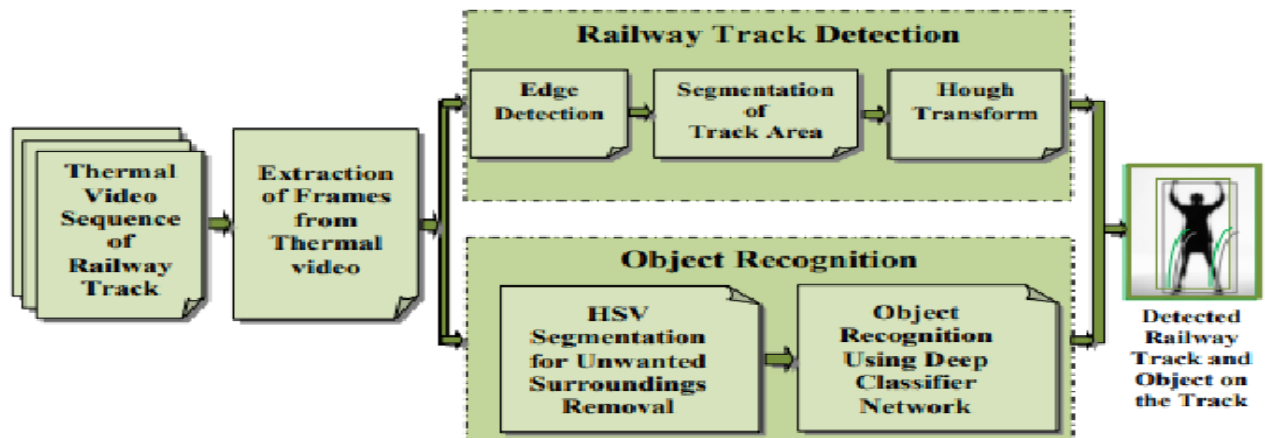 Thermal
Video
Sequence
of
Railway
Track
Extraction
of Frames
from
Thermal
video
Railway Track Detection
Edge
Detection
Segmentation
of
Track Area
Hough
Transform
Object Recognition
HSV
Segmentation
for Unwanted
Surroundings
Removal
Object
Recognition
Using Deep
Classifier
Network
Detected
Railway
Track and
Object on
the Track